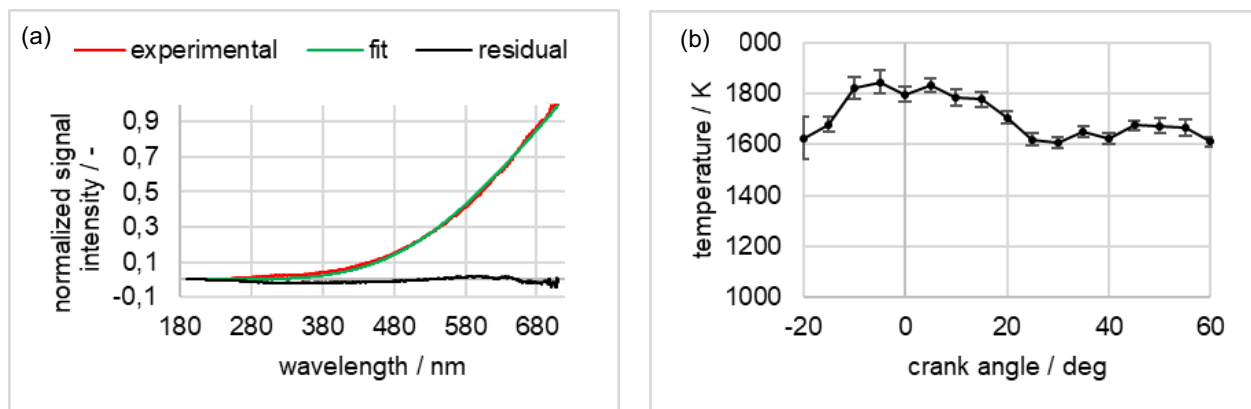 (a)
experimental fit residual
normalized signal
intensity / -
0,9
0,7
0,5
0,3
0,1
-0,1
180 280 380 480 580 680
wavelength / nm
(b)
temperature / K
000
1800
1600
1400
1200
1000
-20 0 20 40 60
crank angle / deg